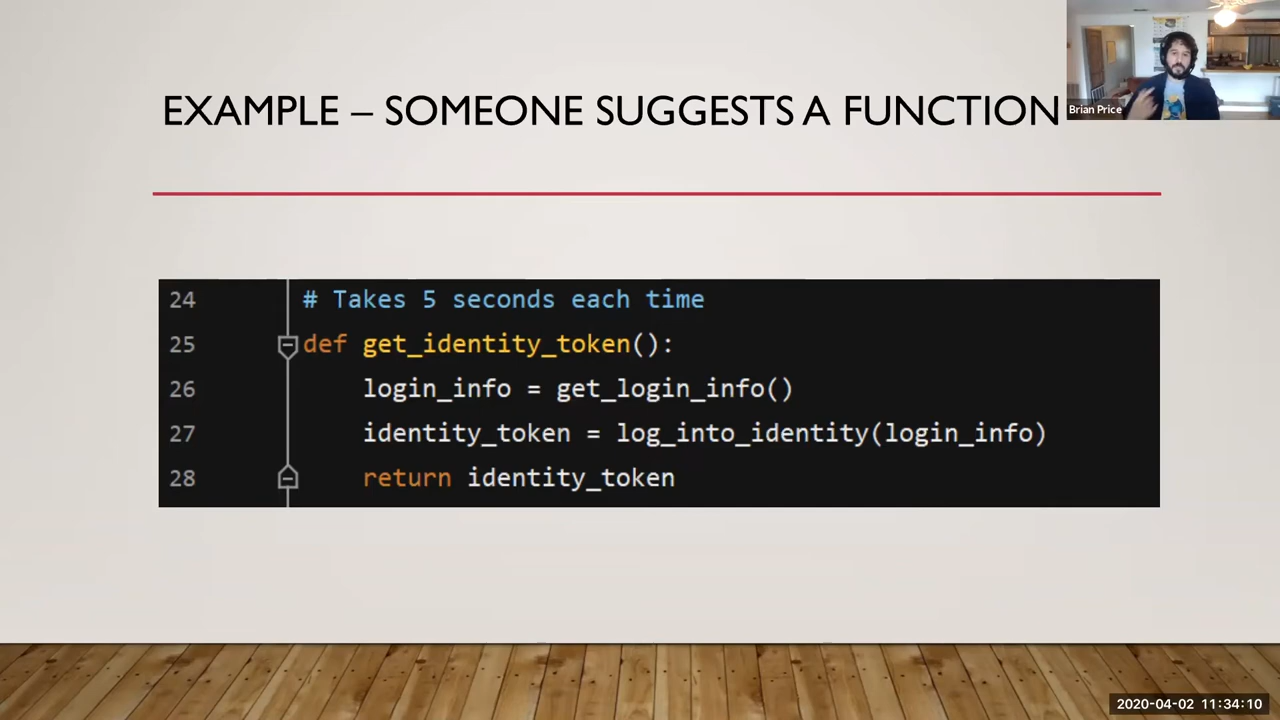 EXAMPLE – SOMEONE SUGGESTS A FUNCTION
Brian Price
24 # Takes 5 seconds each time
25 def get_identity_token():
26 login_info = get_login_info()
27 identity_token = log_into_identity(login_info)
28 return identity_token
2020-04-02 11:34:10